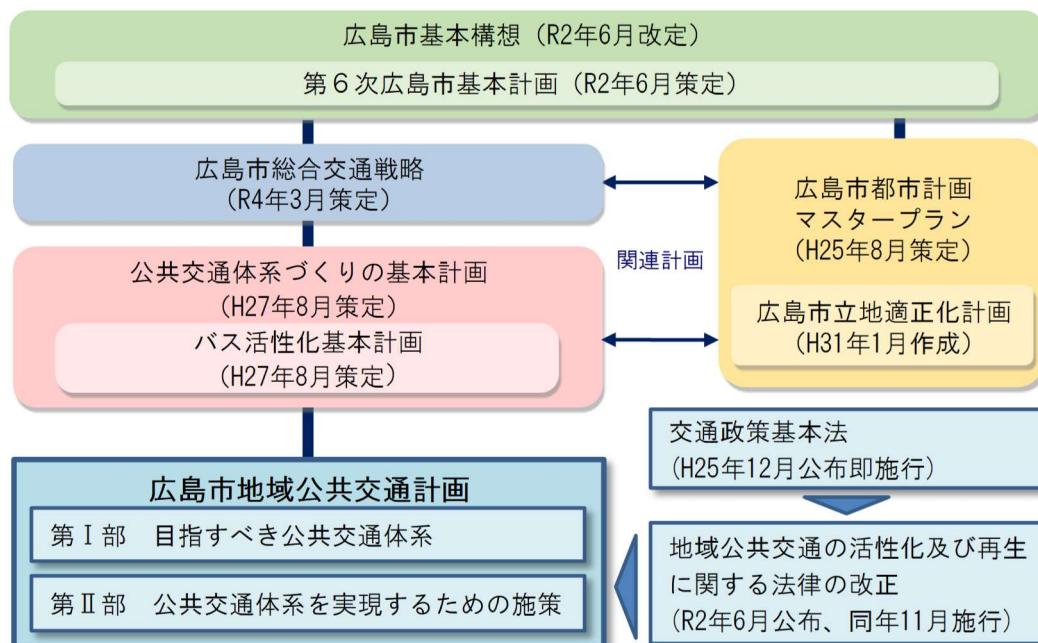 広島市基本構想（R2年6月改定）
第６次広島市基本計画（R2年6月策定）
広島市総合交通戦略
（R4年3月策定）
公共交通体系づくりの基本計画
（H27年8月策定）
バス活性化基本計画
（H27年8月策定）
関連計画
広島市都市計画
マスタープラン
（H25年8月策定）
広島市立地適正化計画
（H31年1月作成）
交通政策基本法
（H25年12月公布即施行）
地域公共交通の活性化及び再生
に関する法律の改正
（R2年6月公布、同年11月施行）
広島市地域公共交通計画
第Ⅰ部　目指すべき公共交通体系
第Ⅱ部　公共交通体系を実現するための施策